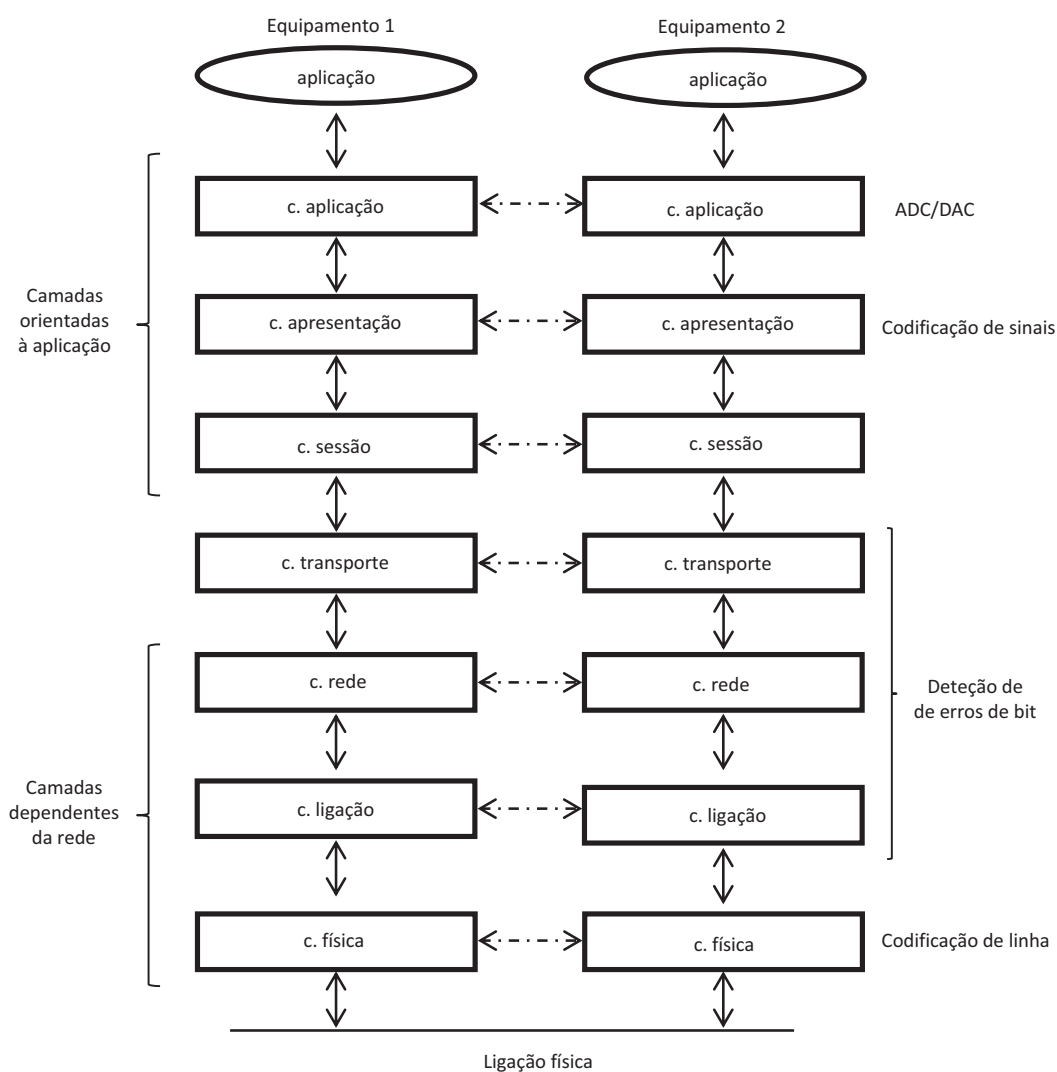 Equipamento 1
Equipamento 2
aplicação
aplicação
c. aplicação
c. aplicação
ADC/DAC
Camadas
orientadas
à aplicação
c. apresentação
c. apresentação
Codificação de sinais
c. sessão
c. sessão
c. transporte
c. transporte
c. rede
c. rede
Deteção de
de erros de bit
Camadas
dependentes
da rede
c. ligação
c. ligação
c. física
c. física
Codificação de linha
Ligação física